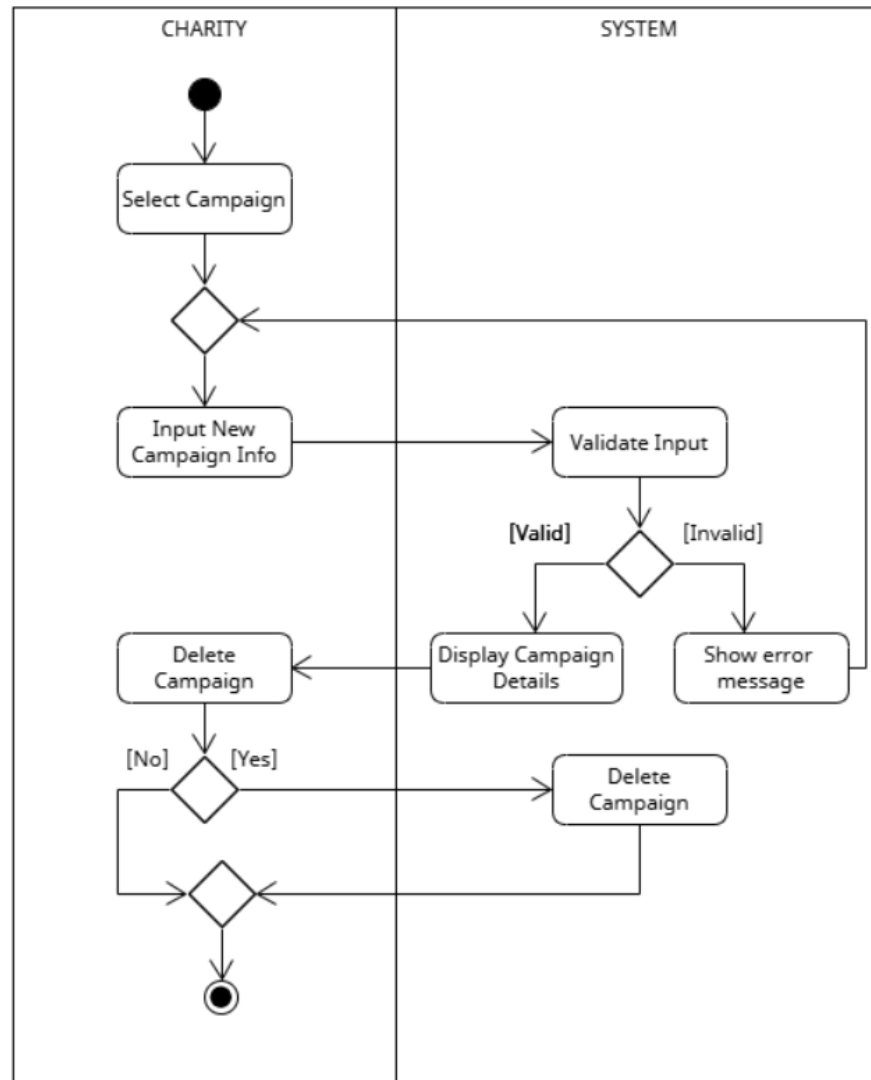 CHARITY
SYSTEM
Select Campaign
Input New
Campaign Info
Validate Input
[Valid]
[Invalid]
Delete
Campaign
Display Campaign
Details
Show error
message
[No]
[Yes]
Delete
Campaign